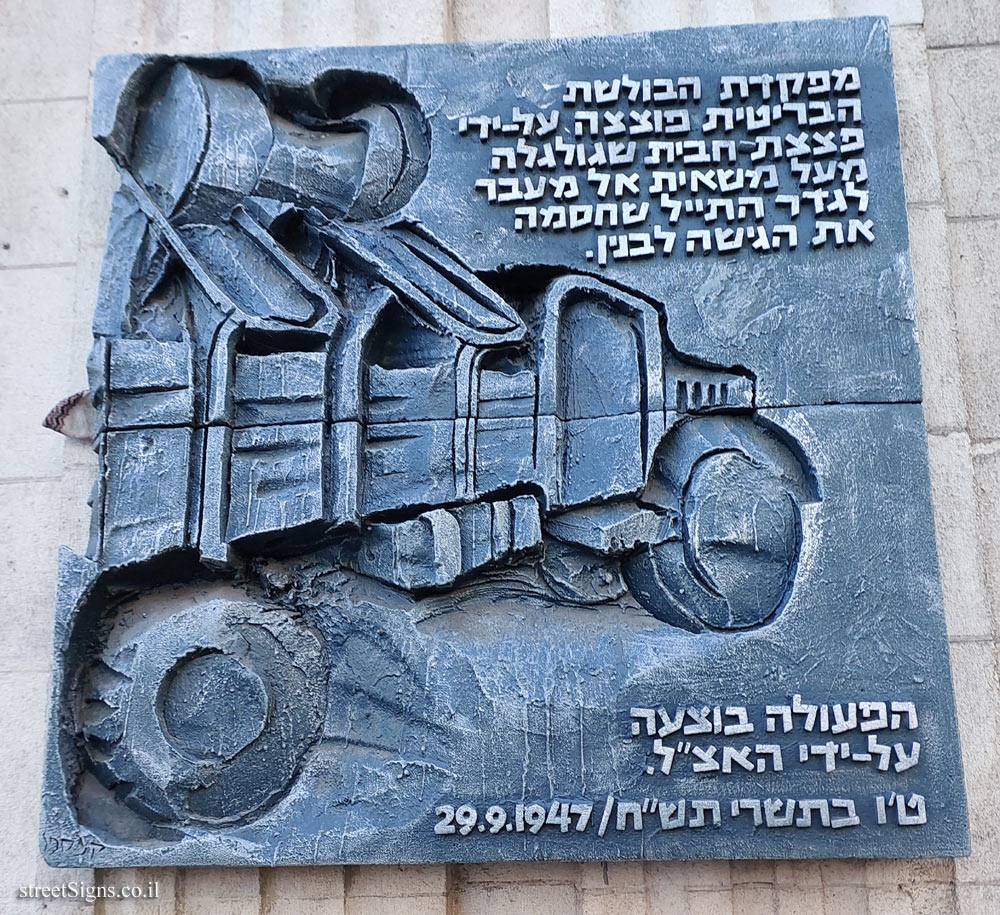 מפקדת הבולשת
הבריטית פוצצה על-ידי
פצצת-חבית שגולגלה
מעל משאית אל מעבר
לגדר התייל שחסמה
את הגישה לבנין.
הפעולה בוצעה
על-ידי האצ"ל.
ט'ו בתשרי תש"ח/29.9.1947
streetSigns.co.il